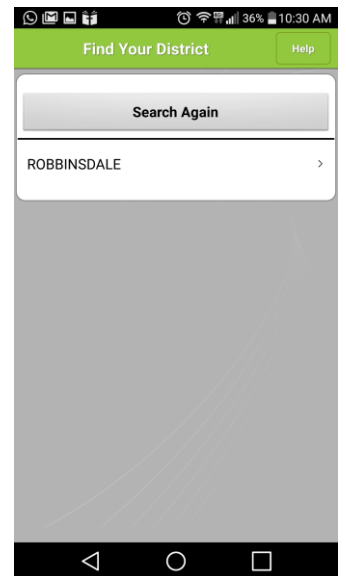 36% 10:30 AM
Find Your District
Help
Search Again
ROBBINSDALE